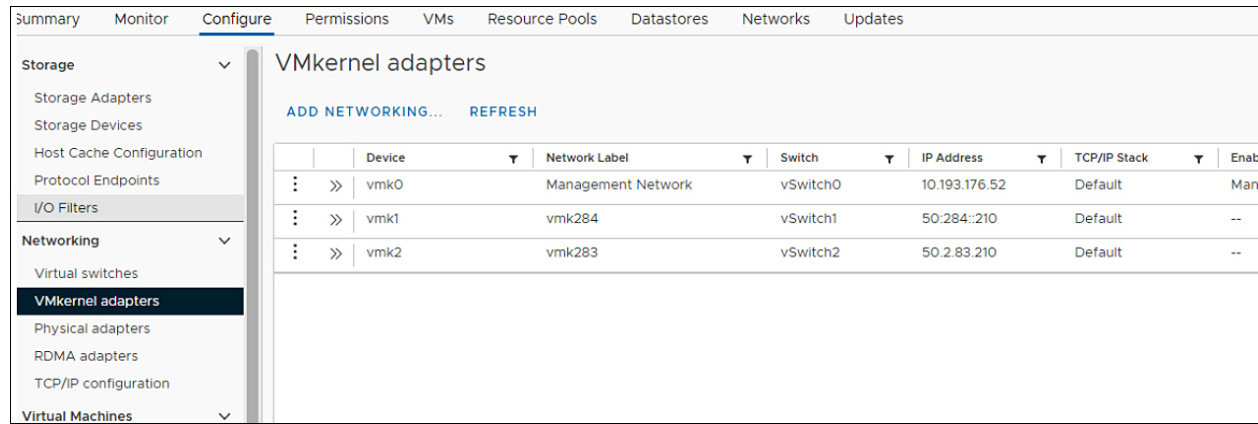 Summary Monitor Configure Permissions VMs Resource Pools Datastores Networks Updates
Storage
Storage Adapters
Storage Devices
Host Cache Configuration
Protocol Endpoints
I/O Filters
Networking
Virtual switches
VMkernel adapters
Physical adapters
RDMA adapters
TCP/IP configuration
Virtual Machines
VMkernel adapters
ADD NETWORKING... REFRESH
Device Network Label Switch IP Address TCP/IP Stack Enab
vmk0 Management Network vSwitch0 10.193.176.52 Default Man
vmk1 vmk284 vSwitch1 50:284::210 Default --
vmk2 vmk283 vSwitch2 50.2.83.210 Default --